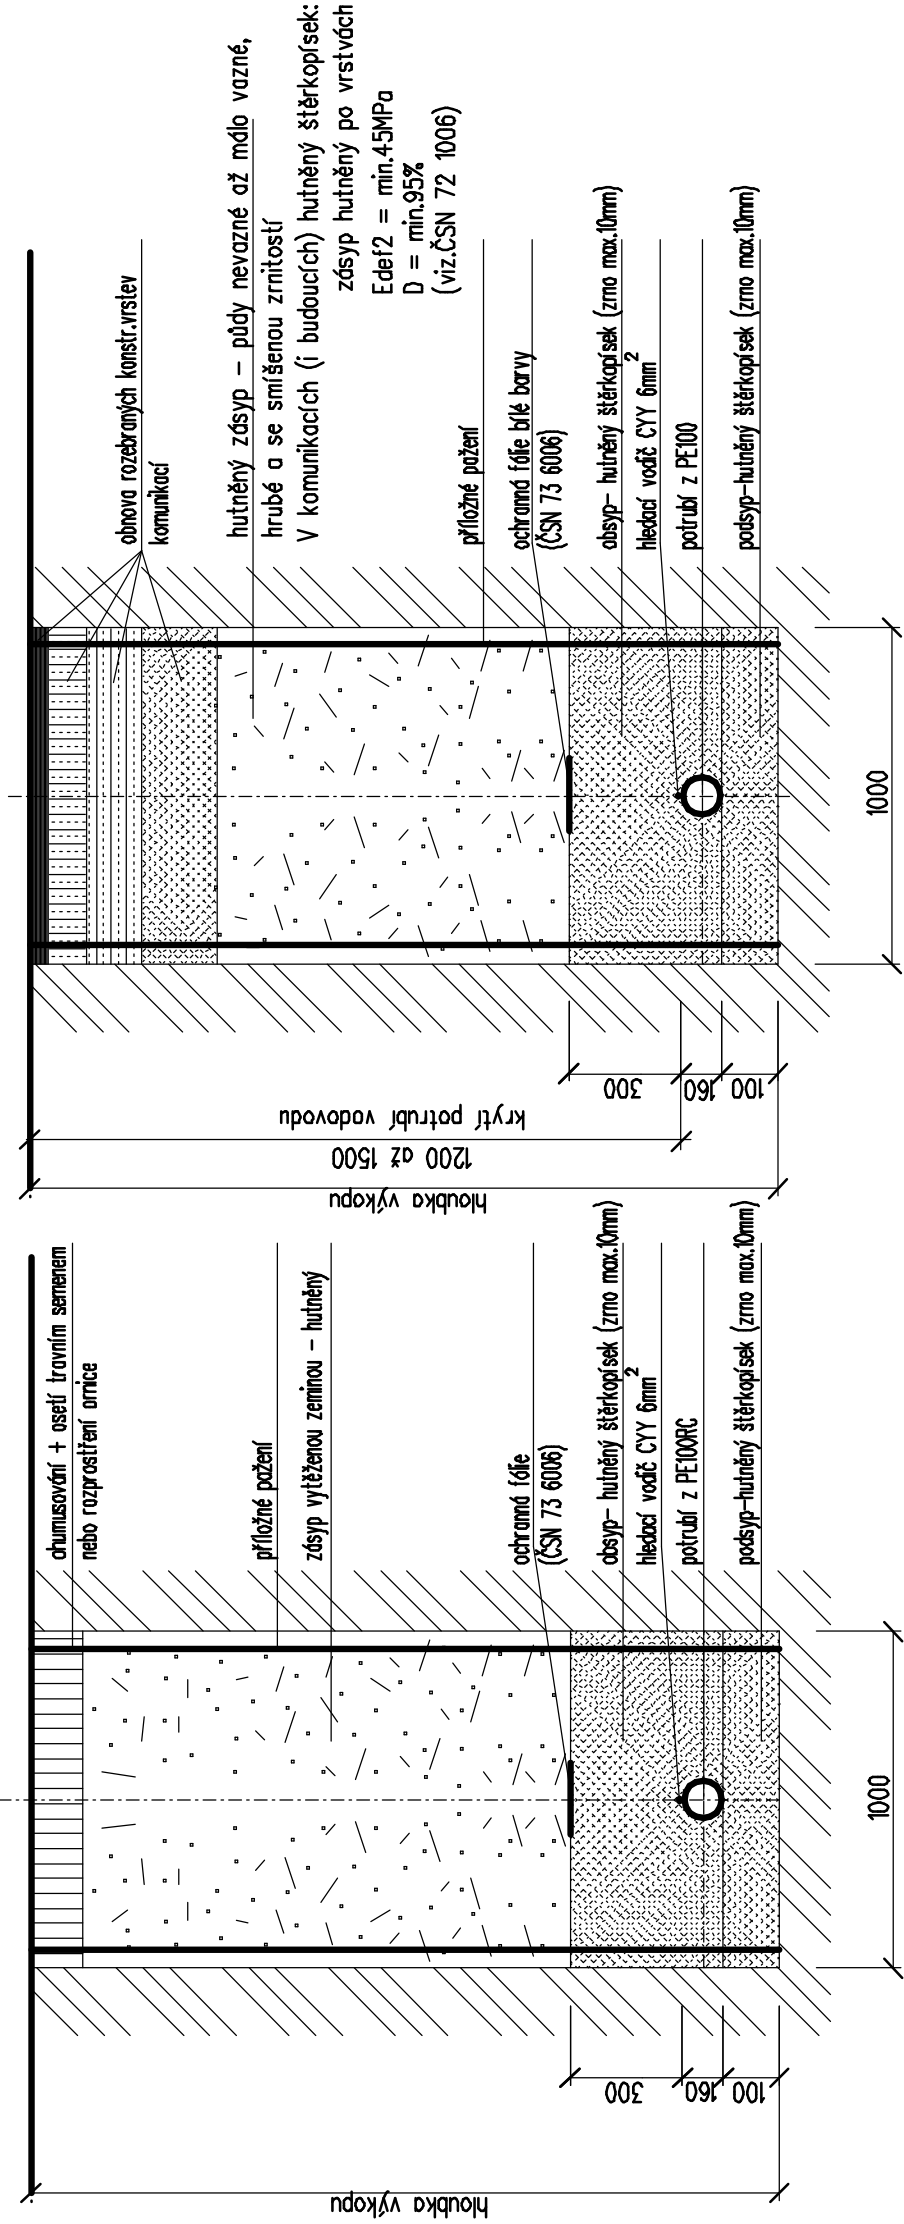 obnova rozebraných konstr.vrstev
komunikací
hutněný zásyp – půdy nevazné až málo vazné,
hrubé a se smíšenou zrnitostí
V komunikacích (i budoucích) hutněný štěrkopísek:
zásyp hutněný po vrstvách
Edef2 = min.45MPa
D = min.95%
(viz.ČSN 72 1006)
příložné pažení
ochranná fólie bílé barvy
(ČSN 73 6006)
obsyp- hutněný štěrkopísek (zrno max.10mm)
hledací vodič CYY 6mm²
potrubí z PE100
podsyp-hutněný štěrkopísek (zrno max.10mm)
1000
300
160
100
krytí potrubí vodovodu
1200 až 1500
hloubka výkopu
ohumusování + osetí travním semenem
nebo rozprostření ornice
příložné pažení
zásyp vytěženou zeminou – hutněný
ochranná fólie
(ČSN 73 6006)
obsyp- hutněný štěrkopísek (zrno max.10mm)
hledací vodič CYY 6mm²
potrubí z PE100RC
podsyp-hutněný štěrkopísek (zrno max.10mm)
1000
300
160
100
hloubka výkopu